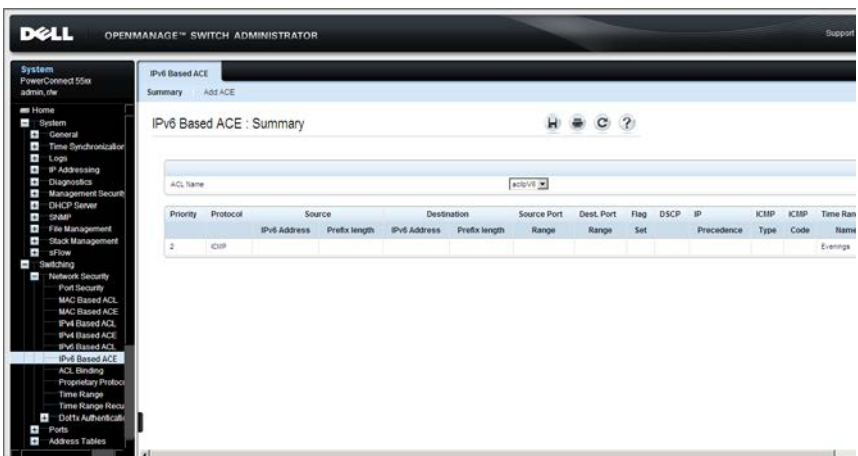 DELL OPENMANAGE™ SWITCH ADMINISTRATOR Support
System
PowerConnect 55xx
admin, r/w
Home
System
General
Time Synchronization
Logs
IP Addressing
Diagnostics
Management Securit
DHCP Server
SNMP
File Management
Stack Management
sFlow
Switching
Network Security
Port Security
MAC Based ACL
MAC Based ACE
IPv4 Based ACL
IPv4 Based ACE
IPv6 Based ACL
IPv6 Based ACE
ACL Binding
Proprietary Protoco
Time Range
Time Range Recu
Dot1x Authenticati
Ports
Address Tables
IPv6 Based ACE
Summary Add ACE
IPv6 Based ACE : Summary
ACL Name aclIpV6
Priority Protocol Source Destination Source Port Dest. Port Flag DSCP IP ICMP ICMP Time Ran
IPv6 Address Prefix length IPv6 Address Prefix length Range Range Set Precedence Type Code Name
2 ICMP Evenings